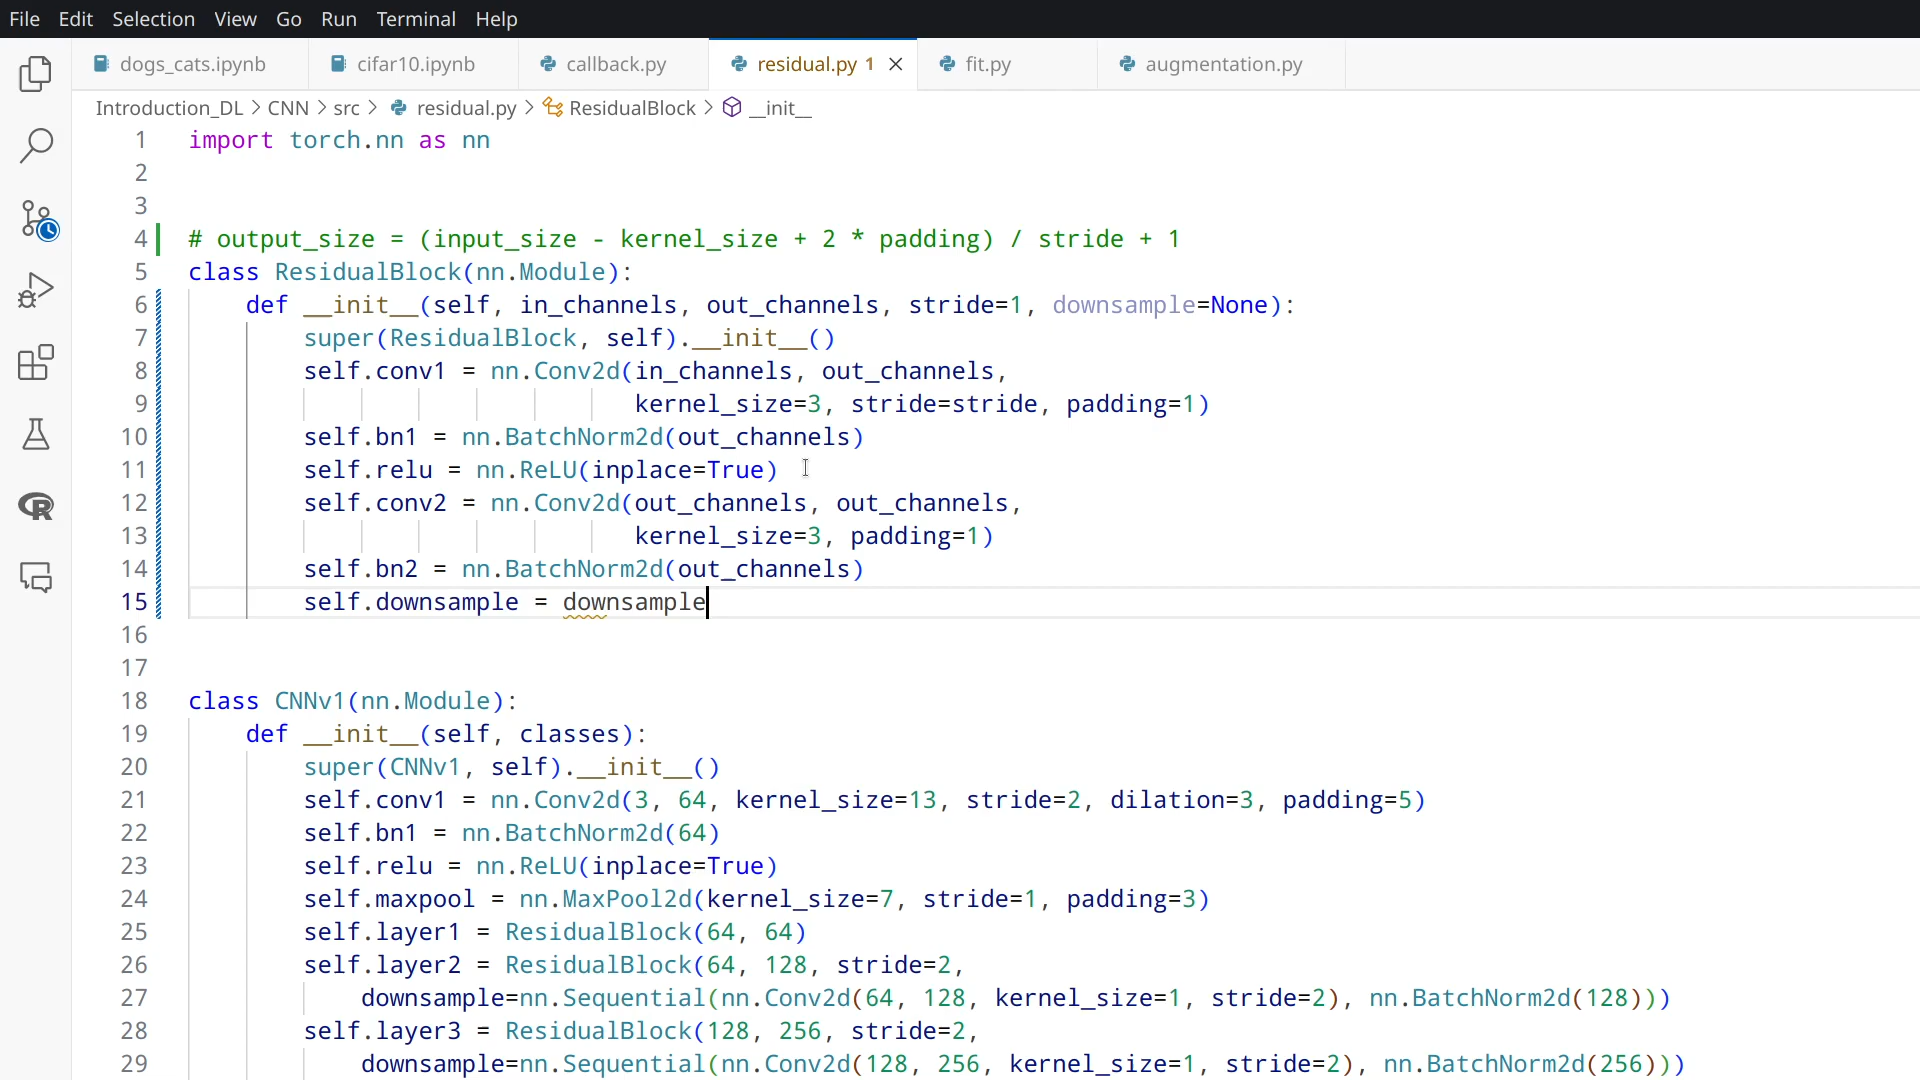 File Edit Selection View Go Run Terminal Help
dogs_cats.ipynb cifar10.ipynb callback.py residual.py 1 fit.py augmentation.py
Introduction_DL > CNN > src > residual.py > ResidualBlock > __init__
1 import torch.nn as nn
2
3
4 # output_size = (input_size - kernel_size + 2 * padding) / stride + 1
5 class ResidualBlock(nn.Module):
6     def __init__(self, in_channels, out_channels, stride=1, downsample=None):
7         super(ResidualBlock, self).__init__()
8         self.conv1 = nn.Conv2d(in_channels, out_channels,
9                                kernel_size=3, stride=stride, padding=1)
10         self.bn1 = nn.BatchNorm2d(out_channels)
11         self.relu = nn.ReLU(inplace=True)
12         self.conv2 = nn.Conv2d(out_channels, out_channels,
13                                kernel_size=3, padding=1)
14         self.bn2 = nn.BatchNorm2d(out_channels)
15         self.downsample = downsample
16
17
18 class CNNv1(nn.Module):
19     def __init__(self, classes):
20         super(CNNv1, self).__init__()
21         self.conv1 = nn.Conv2d(3, 64, kernel_size=13, stride=2, dilation=3, padding=5)
22         self.bn1 = nn.BatchNorm2d(64)
23         self.relu = nn.ReLU(inplace=True)
24         self.maxpool = nn.MaxPool2d(kernel_size=7, stride=1, padding=3)
25         self.layer1 = ResidualBlock(64, 64)
26         self.layer2 = ResidualBlock(64, 128, stride=2,
27             downsample=nn.Sequential(nn.Conv2d(64, 128, kernel_size=1, stride=2), nn.BatchNorm2d(128)))
28         self.layer3 = ResidualBlock(128, 256, stride=2,
29             downsample=nn.Sequential(nn.Conv2d(128, 256, kernel_size=1, stride=2), nn.BatchNorm2d(256)))